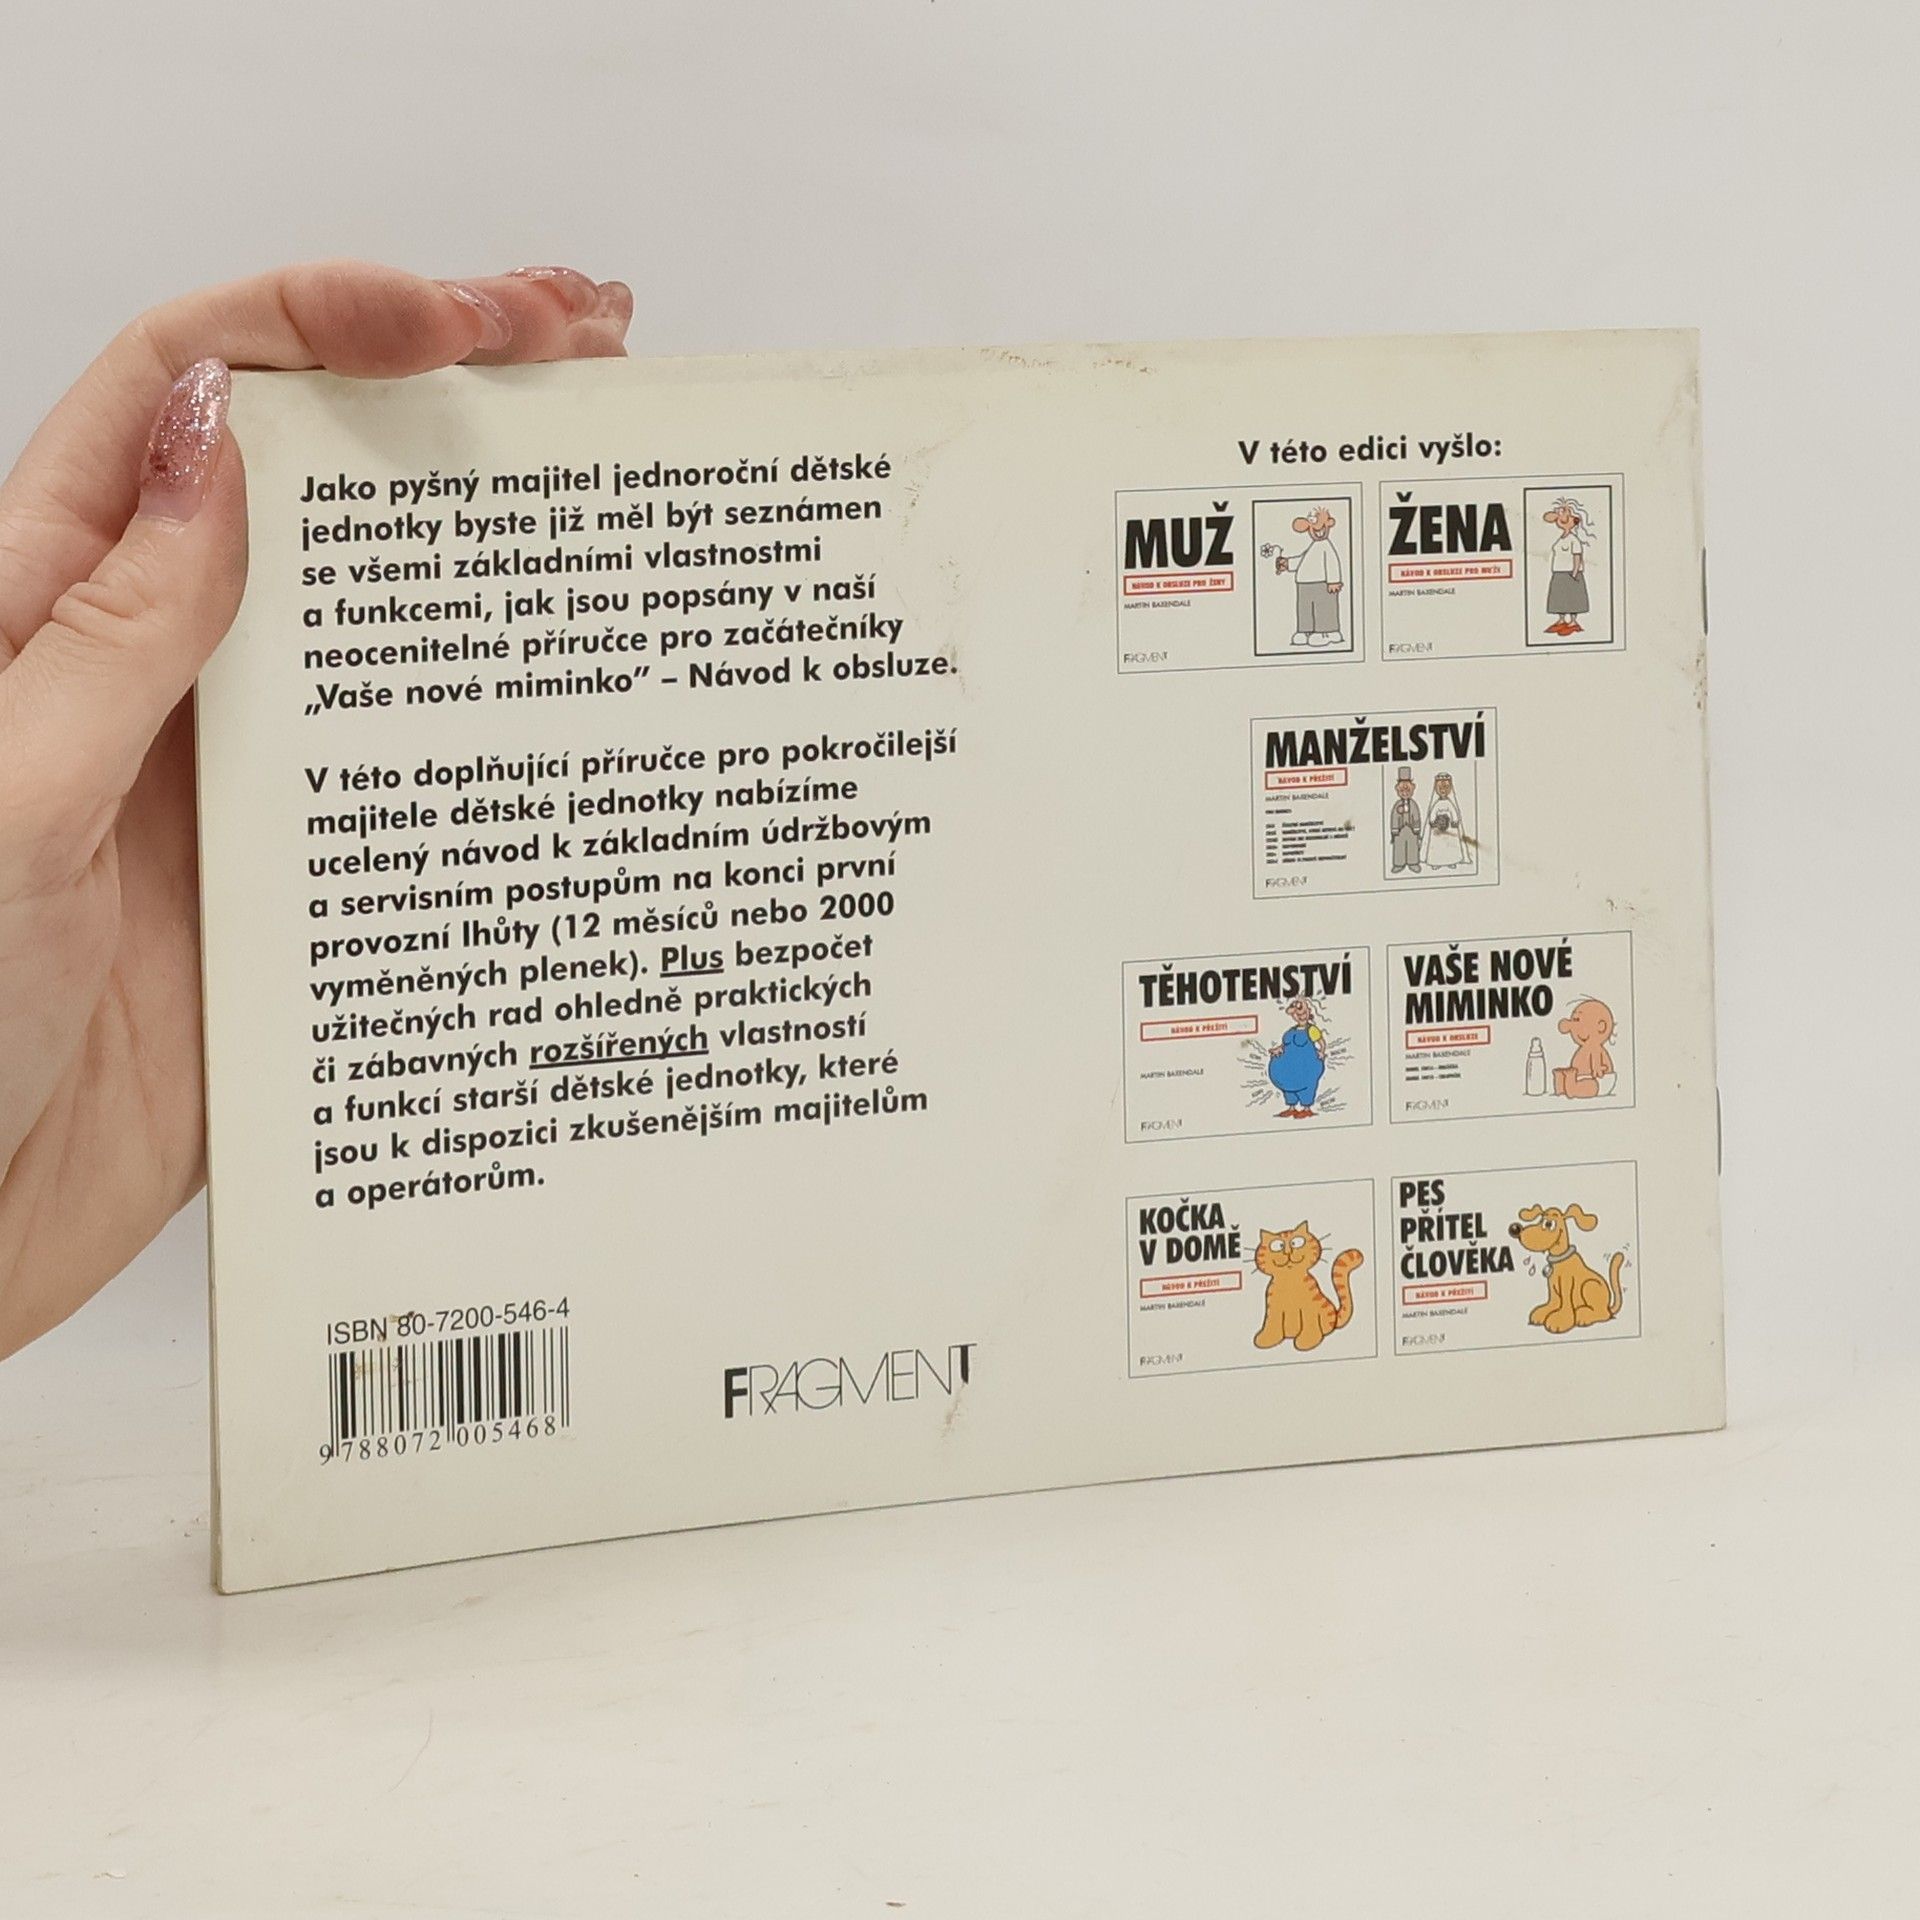 Jako pyšný majitel jednoroční dětské
jednotky byste již měl být seznámen
se všemi základními vlastnostmi
a funkcemi, jak jsou popsány v naší
neocenitelné příručce pro začátečníky
„Vaše nové miminko” – Návod k obsluze.
V této doplňující příručce pro pokročilejší
majitele dětské jednotky nabízíme
ucelený návod k základním údržbovým
a servisním postupům na konci první
provozní lhůty (12 měsíců nebo 2000
vyměněných plenek). Plus bezpočet
užitečných rad ohledně praktických
či zábavných rozšířených vlastností
a funkcí starší dětské jednotky, které
jsou k dispozici zkušenějším majitelům
a operátorům.
ISBN 80-7200-546-4
9 788072 005468
FRAGMENT
V této edici vyšlo:
MUŽ
NÁVOD K OBSLUZE PRO ŽENY
MARTIN BAXENDALE
FRAGMENT
ŽENA
NÁVOD K OBSLUZE PRO MUŽE
MARTIN BAXENDALE
FRAGMENT
MANŽELSTVÍ
NÁVOD K PŘEŽITÍ
MARTIN BAXENDALE
FRAGMENT
TĚHOTENSTVÍ
NÁVOD K PŘEŽITÍ
MARTIN BAXENDALE
FRAGMENT
VAŠE NOVÉ
MIMINKO
NÁVOD K OBSLUZE
MARTIN BAXENDALE
FRAGMENT
KOČKA
V DOMĚ
NÁVOD K PŘEŽITÍ
MARTIN BAXENDALE
FRAGMENT
PES
PŘÍTEL
ČLOVĚKA
NÁVOD K PŘEŽITÍ
MARTIN BAXENDALE
FRAGMENT